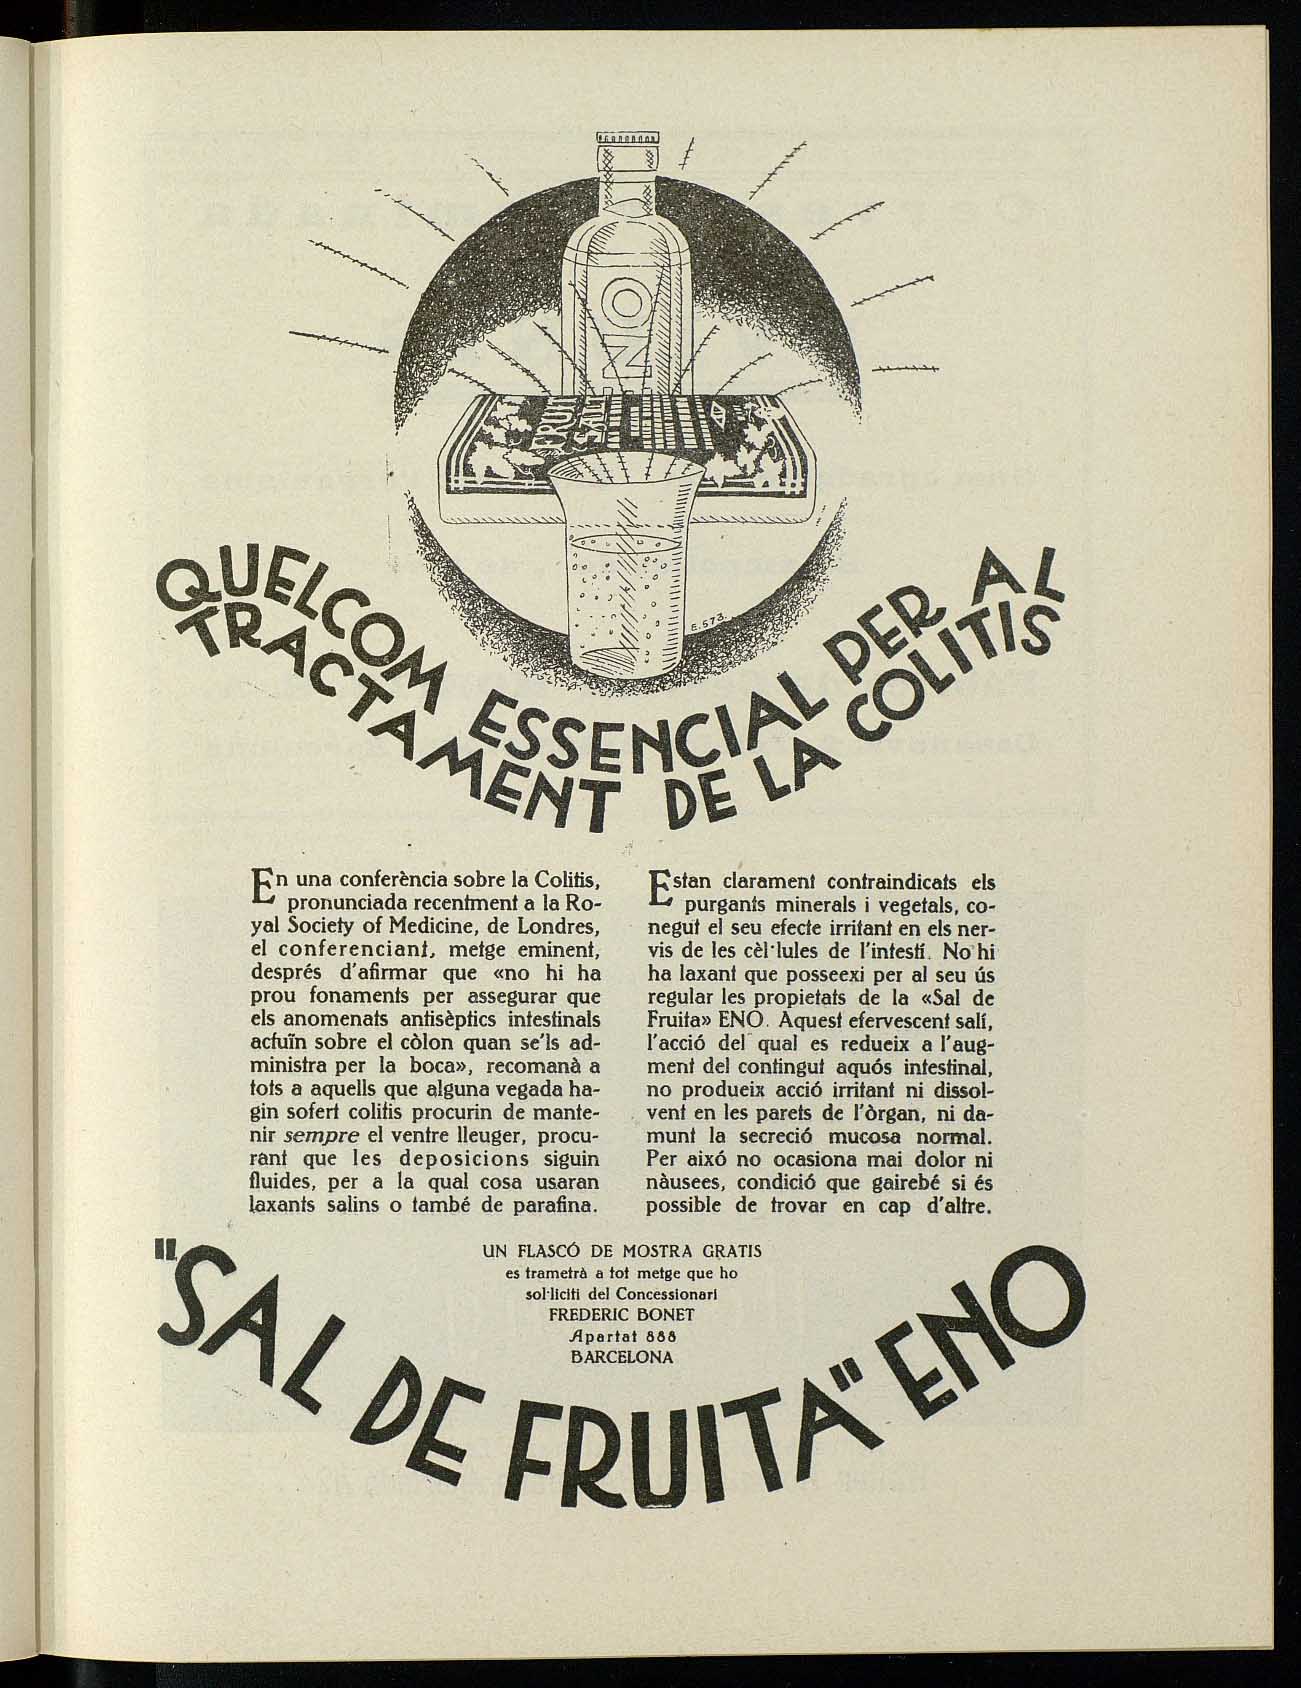 ENO
FRUIT
SALT
E.573.
QUELCOM ESSENCIAL PER AL
TRACTAMENT DE LA COLITIS
En una conferència sobre la Colitis,
pronunciada recentment a la Ro-
yal Society of Medicine, de Londres,
el conferenciant, metge eminent,
després d'afirmar que «no hi ha
prou fonaments per assegurar que
els anomenats antisèptics intestinals
actuïn sobre el còlon quan se'ls ad-
ministra per la boca», recomanà a
tots a aquells que alguna vegada ha-
gin sofert colitis procurin de mante-
nir sempre el ventre lleuger, procu-
rant que les deposicions siguin
fluides, per a la qual cosa usaran
laxants salins o també de parafina.
Estan clarament contraindicats els
purgants minerals i vegetals, co-
negut el seu efecte irritant en els ner-
vis de les cèl·lules de l'intestí. No hi
ha laxant que posseexi per al seu ús
regular les propietats de la «Sal de
Fruita» ENO. Aquest efervescent salí,
l'acció del qual es redueix a l'aug-
ment del contingut aquós intestinal,
no produeix acció irritant ni dissol-
vent en les parets de l'òrgan, ni da-
munt la secreció mucosa normal.
Per aixó no ocasiona mai dolor ni
nàusees, condició que gairebé si és
possible de trovar en cap d'altre.
UN FLASCÓ DE MOSTRA GRATIS
es trametrà a tot metge que ho
sol·liciti del Concessionari
FREDERIC BONET
Apartat 888
BARCELONA
"SAL DE FRUITA" ENO